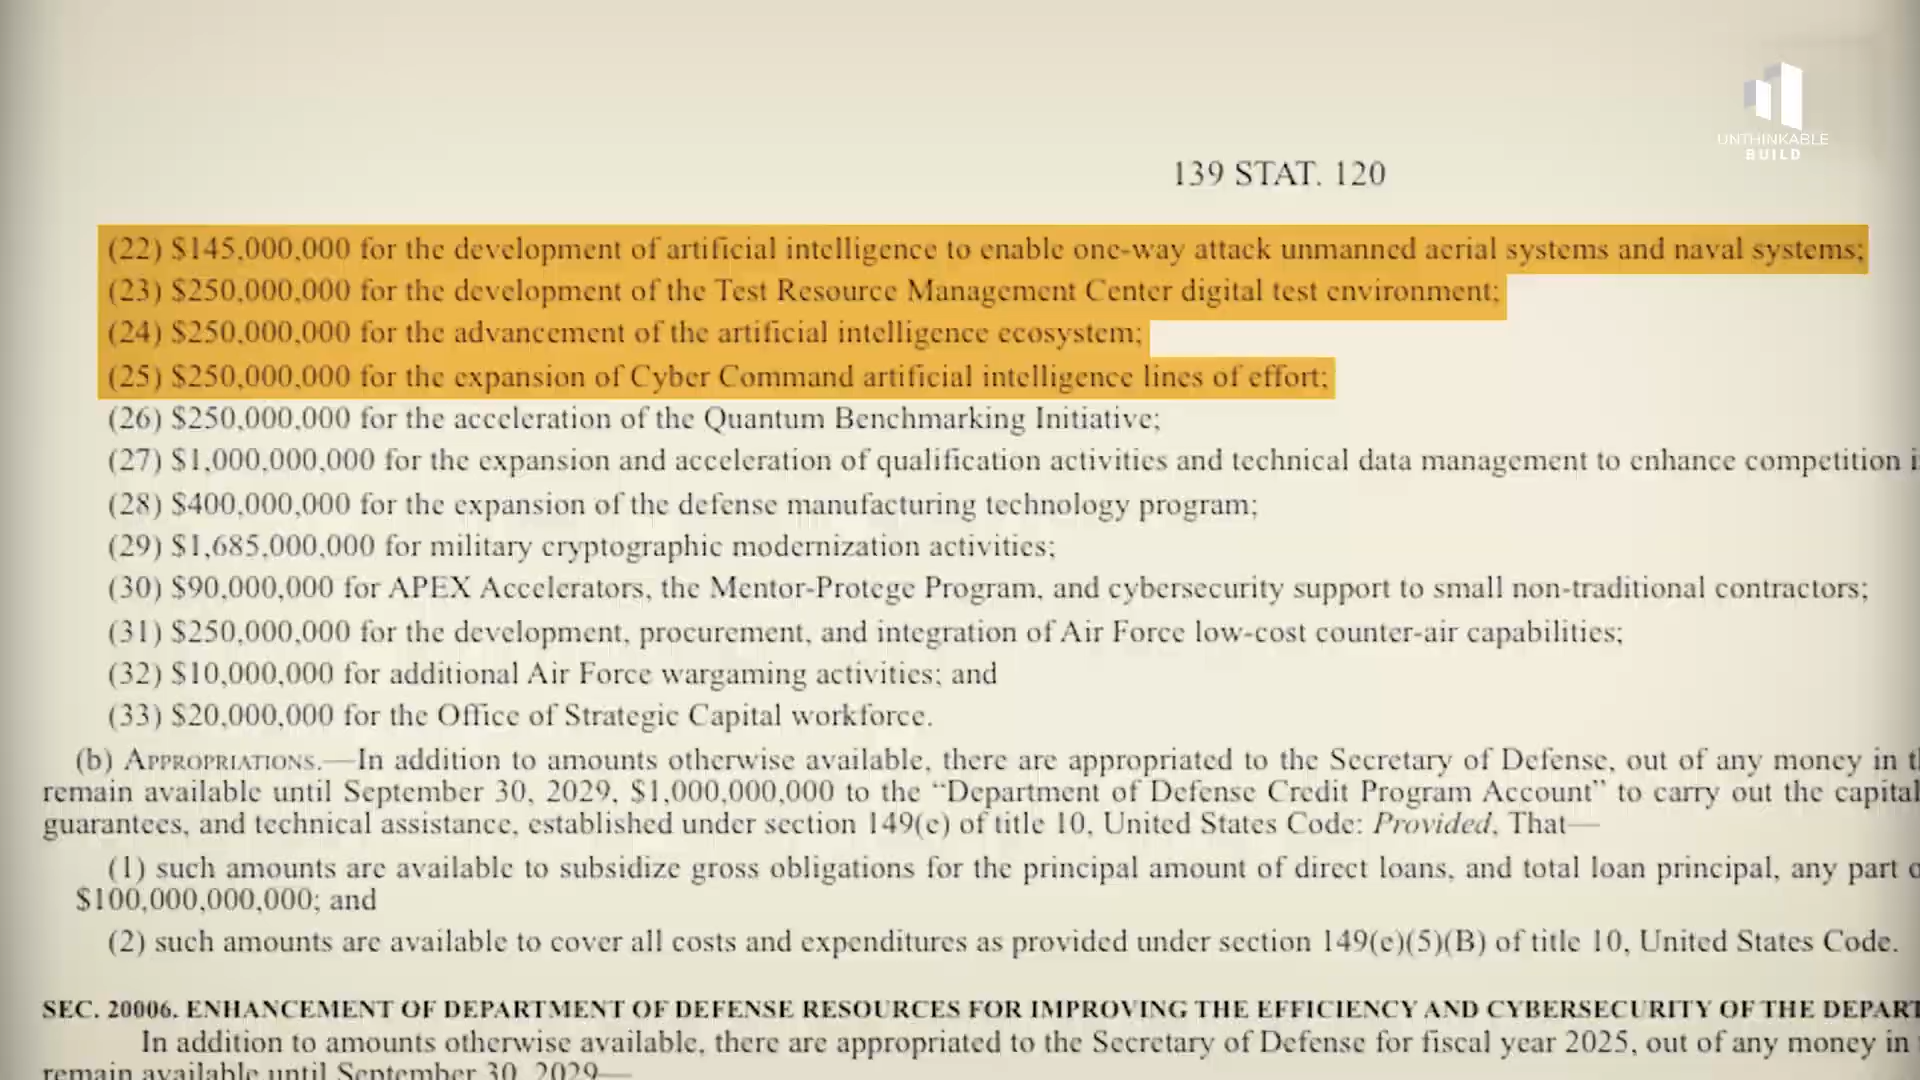 UNTHINKABLE
BUILD
139 STAT. 120
(22) $145,000,000 for the development of artificial intelligence to enable one-way attack unmanned aerial systems and naval systems;
(23) $250,000,000 for the development of the Test Resource Management Center digital test environment;
(24) $250,000,000 for the advancement of the artificial intelligence ecosystem;
(25) $250,000,000 for the expansion of Cyber Command artificial intelligence lines of effort;
(26) $250,000,000 for the acceleration of the Quantum Benchmarking Initiative;
(27) $1,000,000,000 for the expansion and acceleration of qualification activities and technical data management to enhance competition i
(28) $400,000,000 for the expansion of the defense manufacturing technology program;
(29) $1,685,000,000 for military cryptographic modernization activities;
(30) $90,000,000 for APEX Accelerators, the Mentor-Protege Program, and cybersecurity support to small non-traditional contractors;
(31) $250,000,000 for the development, procurement, and integration of Air Force low-cost counter-air capabilities;
(32) $10,000,000 for additional Air Force wargaming activities; and
(33) $20,000,000 for the Office of Strategic Capital workforce.
(b) APPROPRIATIONS.—In addition to amounts otherwise available, there are appropriated to the Secretary of Defense, out of any money in t
remain available until September 30, 2029, $1,000,000,000 to the “Department of Defense Credit Program Account” to carry out the capital
guarantees, and technical assistance, established under section 149(e) of title 10, United States Code: Provided, That—
(1) such amounts are available to subsidize gross obligations for the principal amount of direct loans, and total loan principal, any part o
$100,000,000,000; and
(2) such amounts are available to cover all costs and expenditures as provided under section 149(e)(5)(B) of title 10, United States Code.
SEC. 20006. ENHANCEMENT OF DEPARTMENT OF DEFENSE RESOURCES FOR IMPROVING THE EFFICIENCY AND CYBERSECURITY OF THE DEPART
In addition to amounts otherwise available, there are appropriated to the Secretary of Defense for fiscal year 2025, out of any money in
remain available until September 30, 2029—